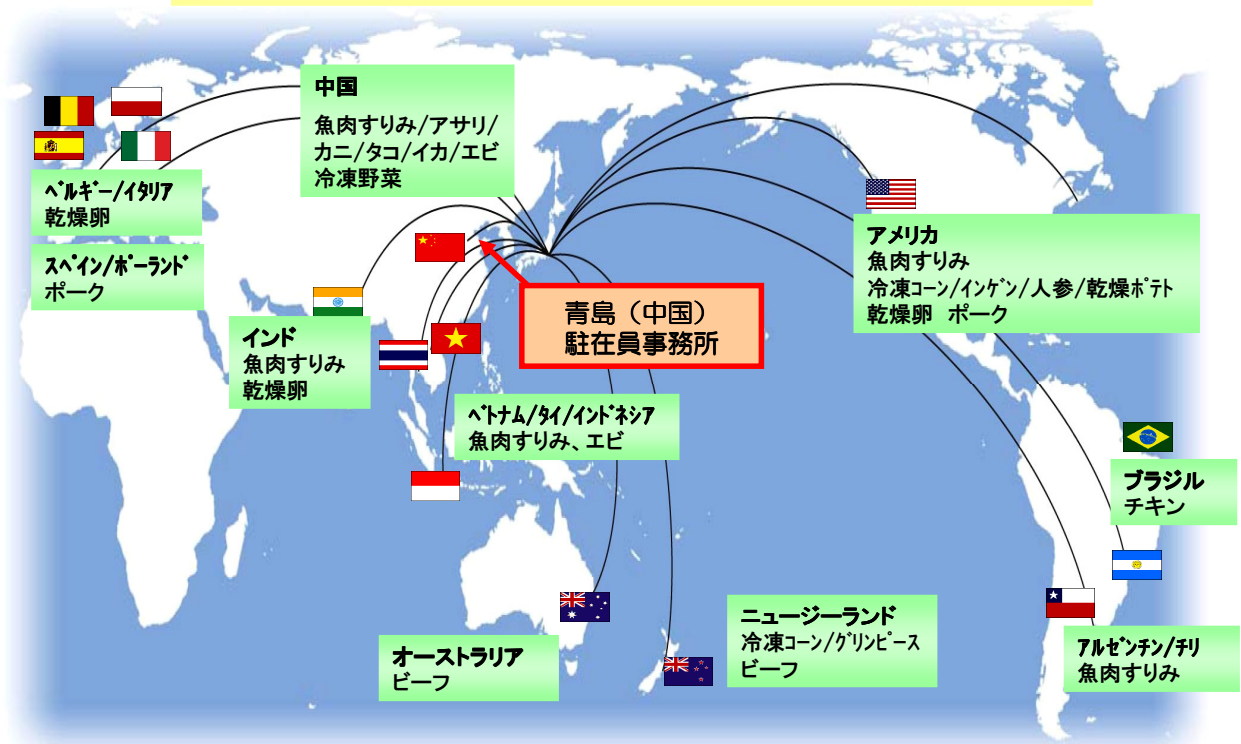 中国
魚肉すりみ/アサリ/
カニ/タコ/イカ/エビ
冷凍野菜
ﾍﾞﾙｷﾞｰ/ｲﾀﾘｱ
乾燥卵
ｽﾍﾟｲﾝ/ﾎﾟｰﾗﾝﾄﾞ
ポーク
インド
魚肉すりみ
乾燥卵
青島（中国）
駐在員事務所
アメリカ
魚肉すりみ
冷凍ｺｰﾝ/ｲﾝｹﾞﾝ/人参/乾燥ﾎﾟﾃﾄ
乾燥卵　ポーク
ﾍﾞﾄﾅﾑ/ﾀｲ/ｲﾝﾄﾞﾈｼｱ
魚肉すりみ、エビ
ブラジル
チキン
オーストラリア
ビーフ
ニュージーランド
冷凍ｺｰﾝ/ｸﾞﾘﾝﾋﾟｰｽ
ビーフ
ｱﾙｾﾞﾝﾁﾝ/ﾁﾘ
魚肉すりみ